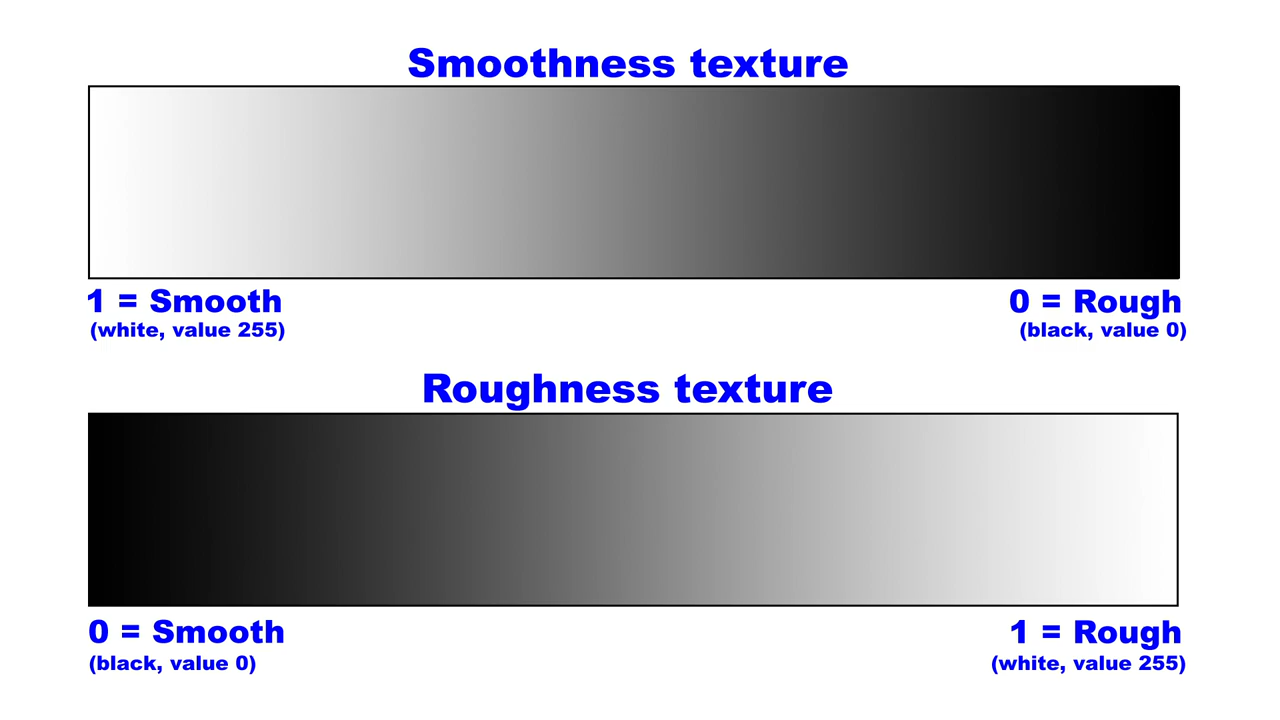 Smoothness texture
1 = Smooth
0 = Rough
(white, value 255)
(black, value 0)
Roughness texture
0 = Smooth
1 = Rough
(black, value 0)
(white, value 255)